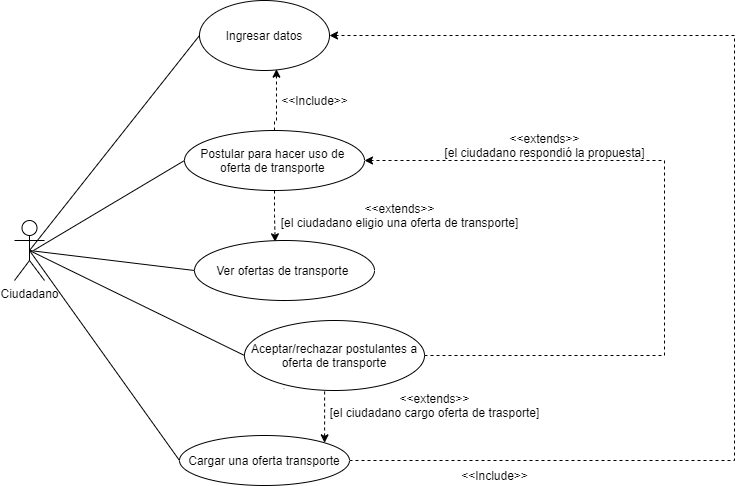 Ingresar datos
<<Include>>
<<extends>>
[el ciudadano respondió la propuesta]
Postular para hacer uso de
oferta de transporte
<<extends>>
[el ciudadano eligio una oferta de transporte]
Ver ofertas de transporte
Ciudadano
Aceptar/rechazar postulantes a
oferta de transporte
<<extends>>
[el ciudadano cargo oferta de trasporte]
Cargar una oferta transporte
<<Include>>